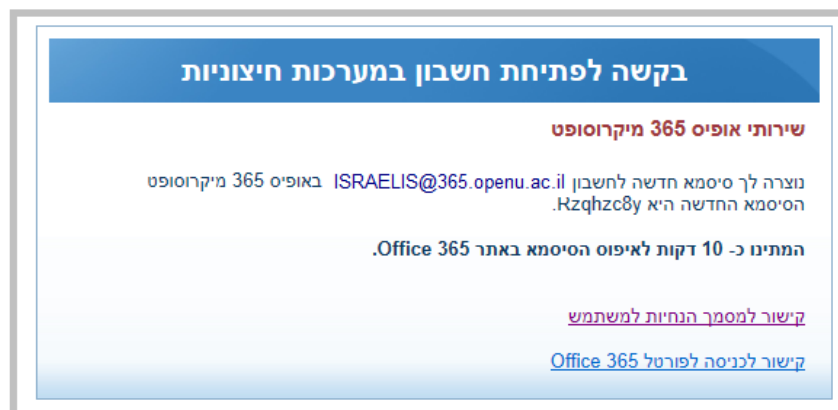 בקשה לפתיחת חשבון במערכות חיצוניות
שירותי אופיס 365 מיקרוסופט
נוצרה לך סיסמא חדשה לחשבון ISRAELIS@365.openu.ac.il באופיס 365 מיקרוסופט
הסיסמא החדשה היא Rzqhzc8y.
המתינו כ- 10 דקות לאיפוס הסיסמא באתר Office 365.
קישור למסמך הנחיות למשתמש
קישור לכניסה לפורטל Office 365